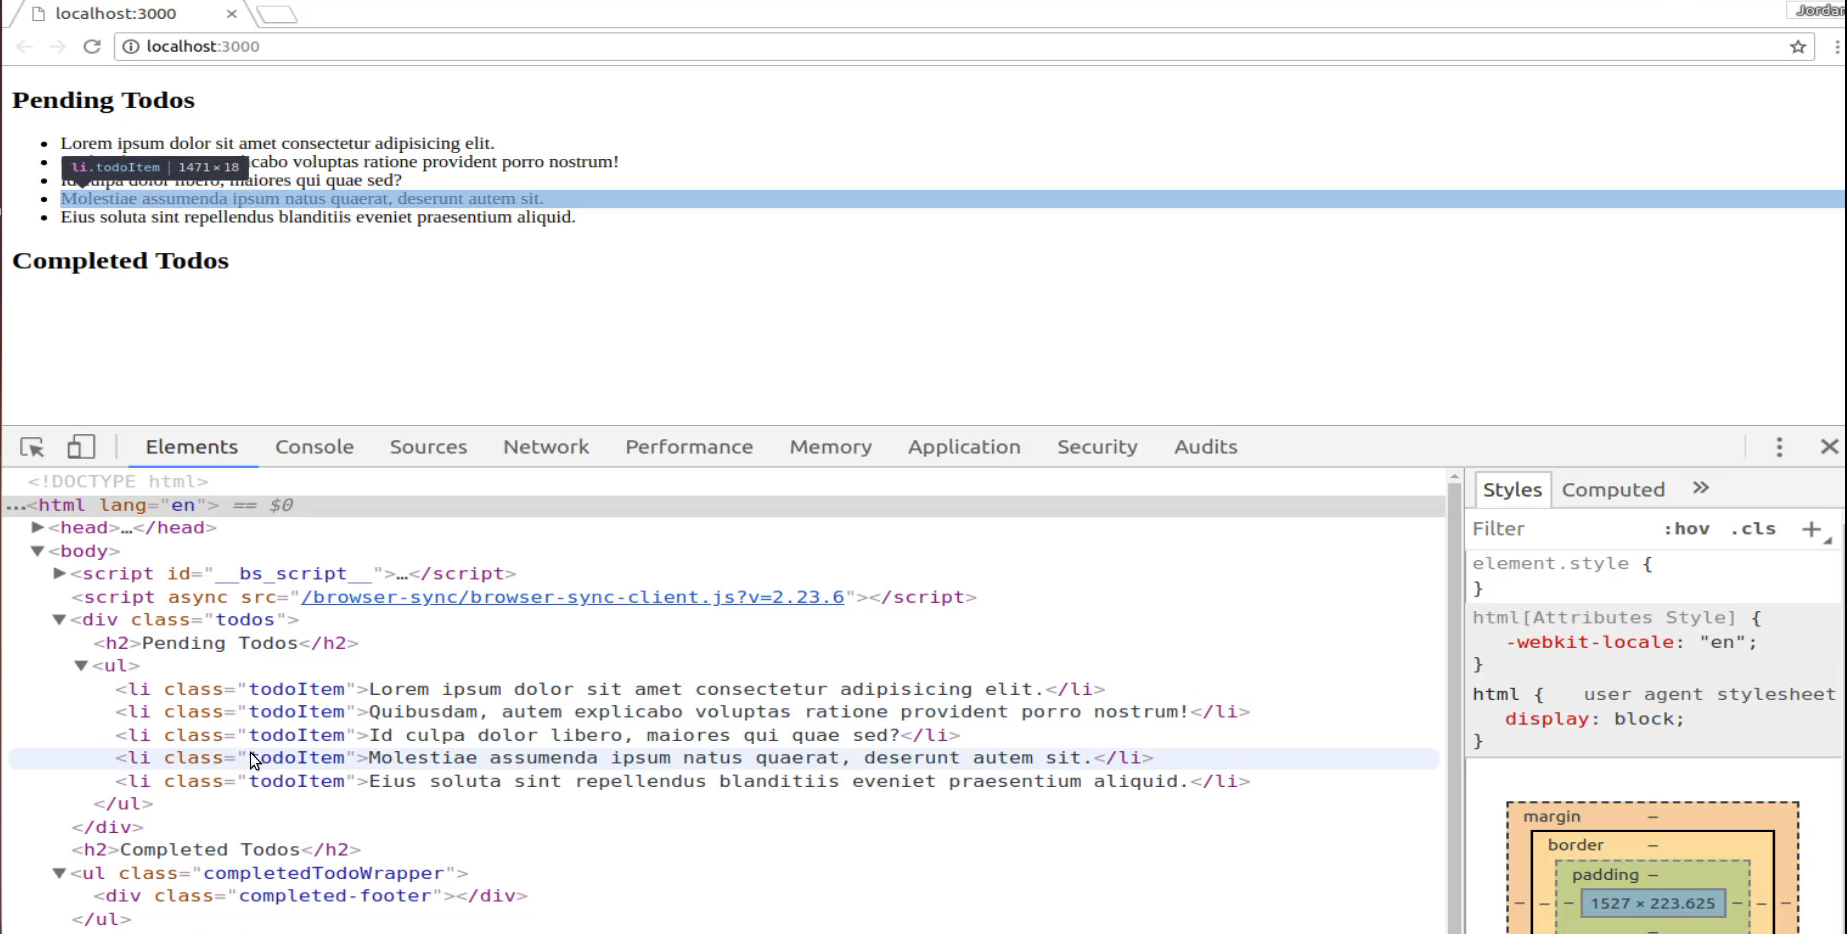 localhost:3000 ×
Jordan
localhost:3000
Pending Todos
Lorem ipsum dolor sit amet consectetur adipisicing elit.
licabo voluptas ratione provident porro nostrum!
li.todoItem | 1471 × 18
Id culpa dolor libero, maiores qui quae sed?
Molestiae assumenda ipsum natus quaerat, deserunt autem sit.
Eius soluta sint repellendus blanditiis eveniet praesentium aliquid.
Completed Todos
Elements Console Sources Network Performance Memory Application Security Audits
<!DOCTYPE html>
...<html lang="en"> == $0
<head>…</head>
<body>
<script id="__bs_script__">…</script>
<script async src="/browser-sync/browser-sync-client.js?v=2.23.6"></script>
<div class="todos">
<h2>Pending Todos</h2>
<ul>
<li class="todoItem">Lorem ipsum dolor sit amet consectetur adipisicing elit.</li>
<li class="todoItem">Quibusdam, autem explicabo voluptas ratione provident porro nostrum!</li>
<li class="todoItem">Id culpa dolor libero, maiores qui quae sed?</li>
<li class="todoItem">Molestiae assumenda ipsum natus quaerat, deserunt autem sit.</li>
<li class="todoItem">Eius soluta sint repellendus blanditiis eveniet praesentium aliquid.</li>
</ul>
</div>
<h2>Completed Todos</h2>
<ul class="completedTodoWrapper">
<div class="completed-footer"></div>
</ul>
Styles Computed »
Filter :hov .cls +
element.style {
}
html[Attributes Style] {
-webkit-locale: "en";
}
html { user agent stylesheet
display: block;
}
margin –
border –
padding –
– – – 1527 × 223.625 – – –